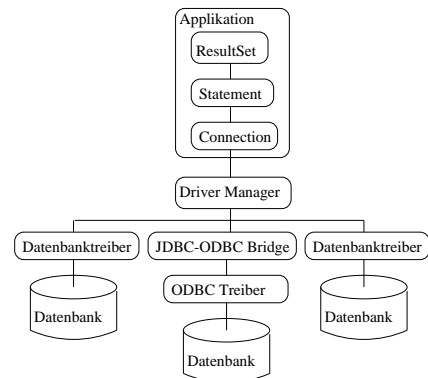 Applikation
ResultSet
Statement
Connection
Driver Manager
Datenbanktreiber
JDBC-ODBC Bridge
Datenbanktreiber
ODBC Treiber
Datenbank
Datenbank
Datenbank